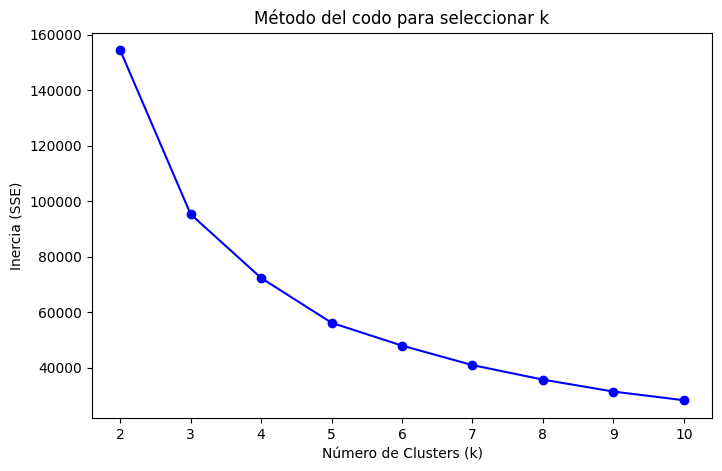 Método del codo para seleccionar k
160000
140000
120000
100000
80000
60000
40000
Inercia (SSE)
2 3 4 5 6 7 8 9 10
Número de Clusters (k)